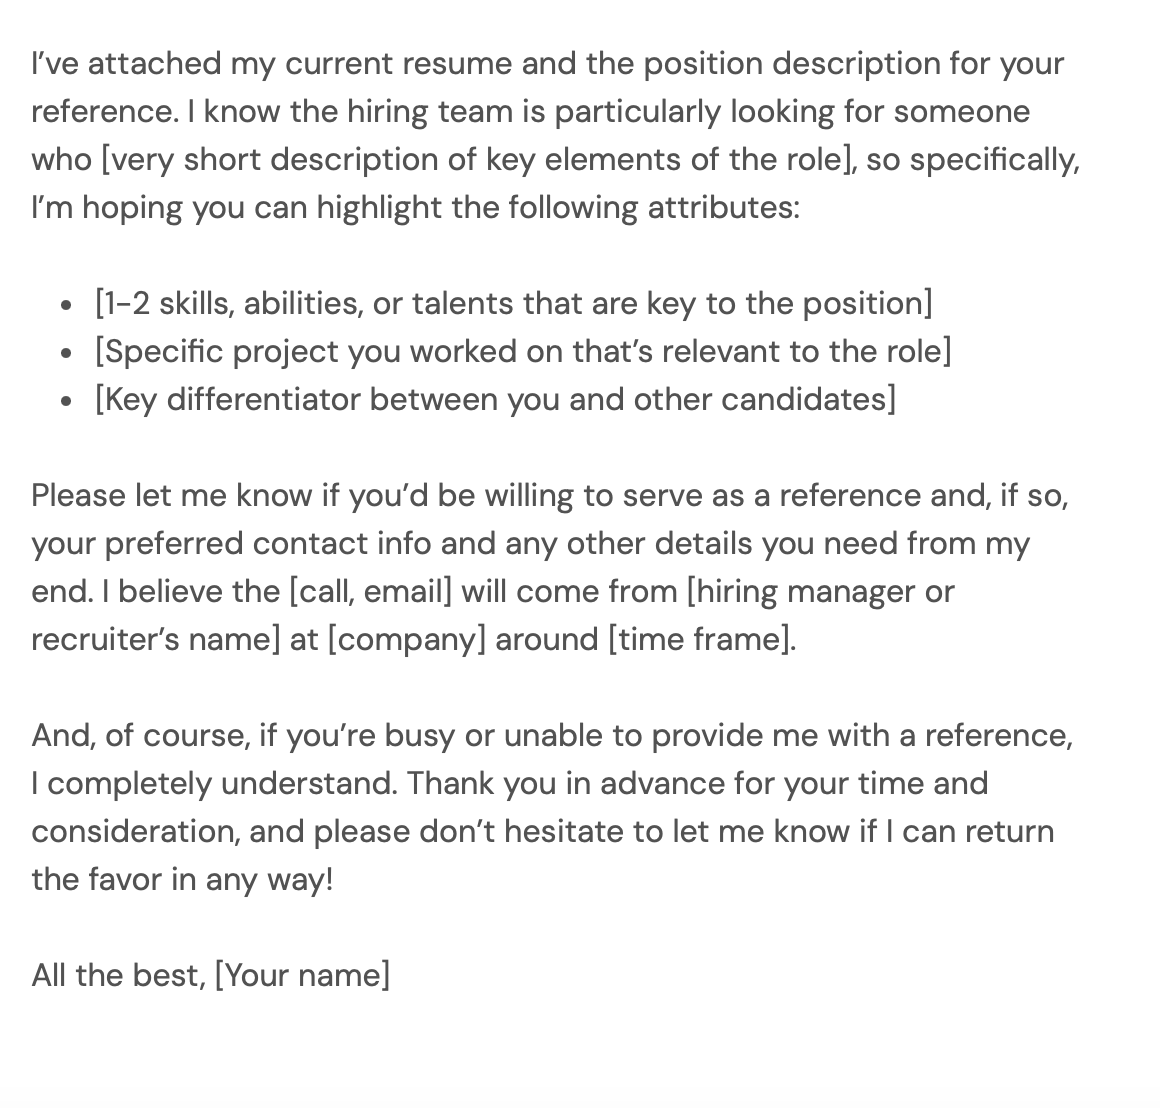 I’ve attached my current resume and the position description for your
reference. I know the hiring team is particularly looking for someone
who [very short description of key elements of the role], so specifically,
I’m hoping you can highlight the following attributes:
• [1–2 skills, abilities, or talents that are key to the position]
• [Specific project you worked on that’s relevant to the role]
• [Key differentiator between you and other candidates]
Please let me know if you’d be willing to serve as a reference and, if so,
your preferred contact info and any other details you need from my
end. I believe the [call, email] will come from [hiring manager or
recruiter’s name] at [company] around [time frame].
And, of course, if you’re busy or unable to provide me with a reference,
I completely understand. Thank you in advance for your time and
consideration, and please don’t hesitate to let me know if I can return
the favor in any way!
All the best, [Your name]